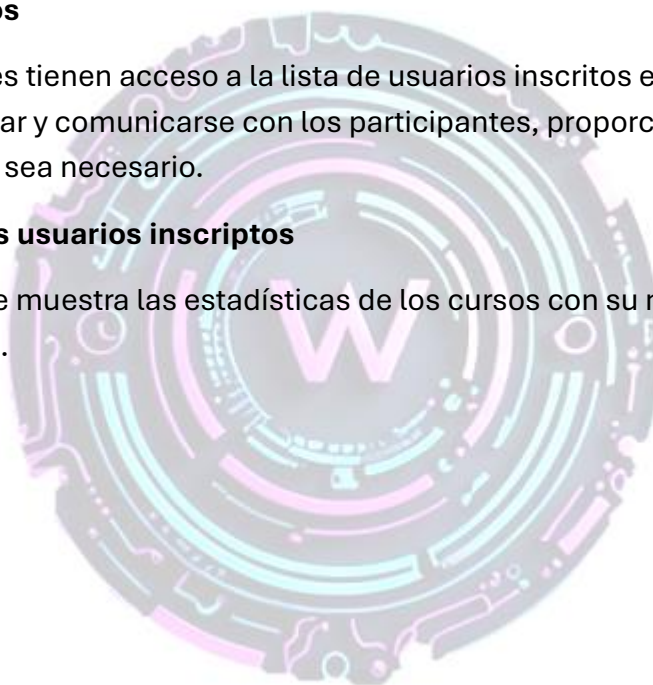 os
es tienen acceso a la lista de usuarios inscritos e
ar y comunicarse con los participantes, proporc
sea necesario.
s usuarios inscriptos
e muestra las estadísticas de los cursos con su n
.
W